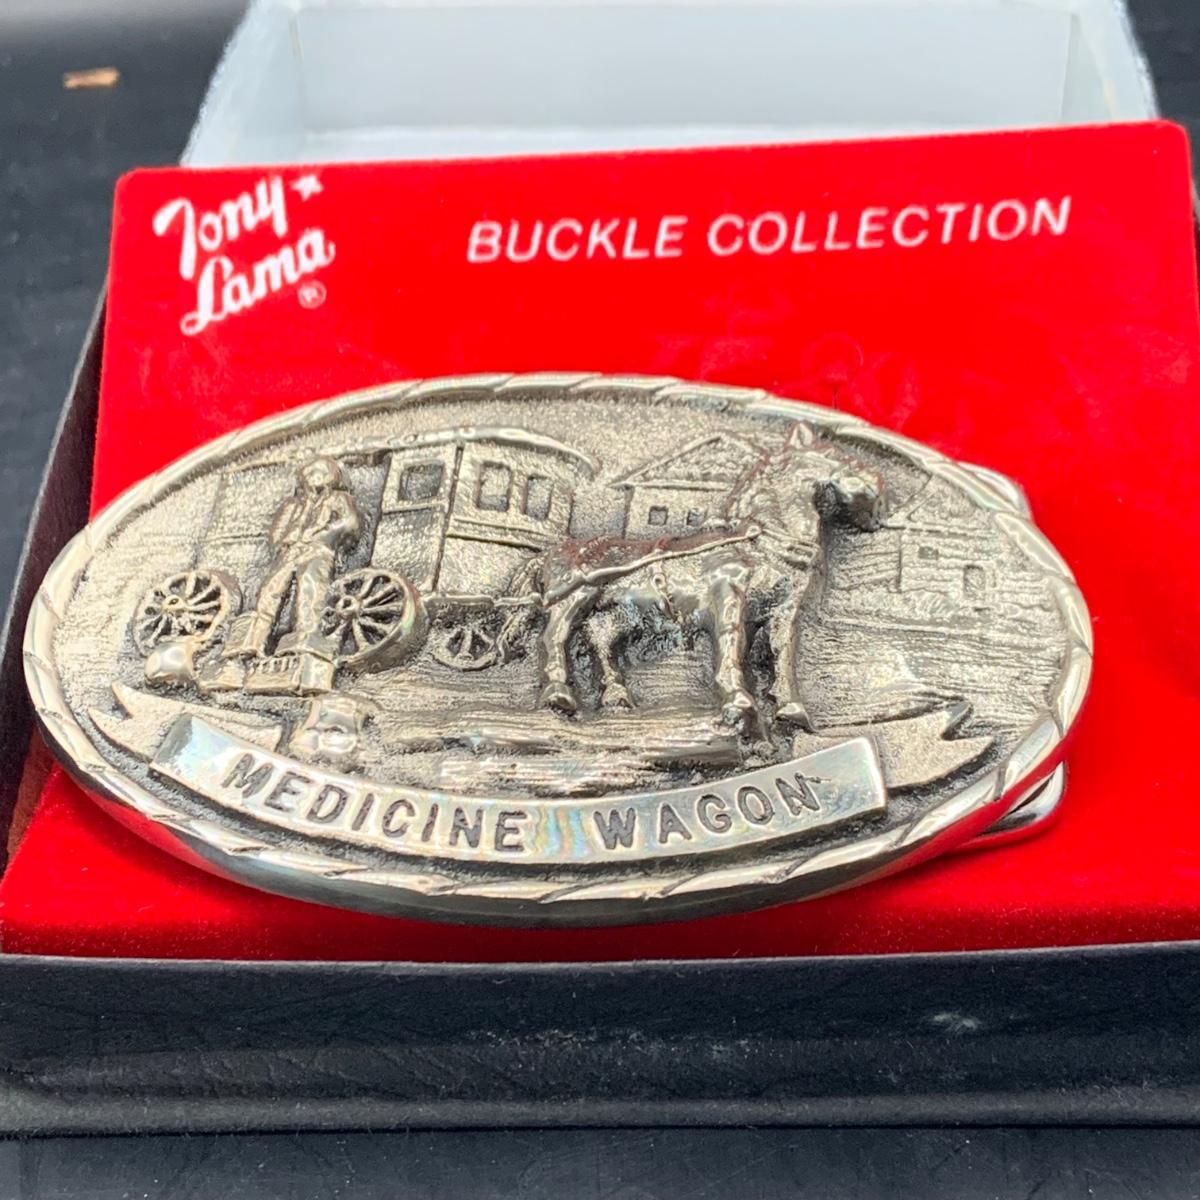 Tony
Lama
®
BUCKLE COLLECTION
MEDICINE WAGON